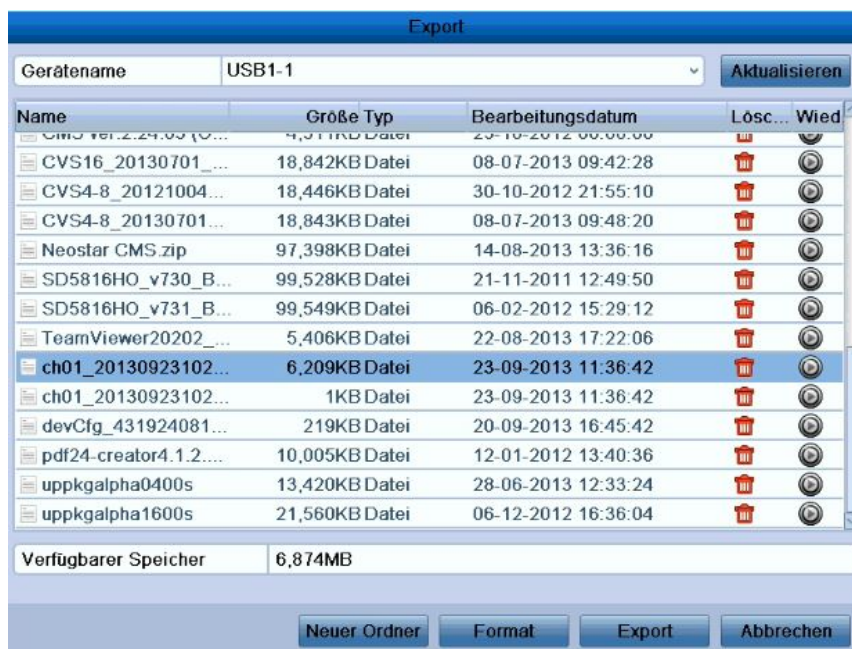 Export
Gerätename USB1-1 Aktualisieren
Name Größe Typ Bearbeitungsdatum Lösc... Wied
CMS Ver.2.24.03 (O... Datei
CVS16_20130701_... 18,842KB Datei 08-07-2013 09:42:28
CVS4-8_20121004... 18,446KB Datei 30-10-2012 21:55:10
CVS4-8_20130701... 18,843KB Datei 08-07-2013 09:48:20
Neostar CMS.zip 97,398KB Datei 14-08-2013 13:36:16
SD5816HO_v730_B... 99,528KB Datei 21-11-2011 12:49:50
SD5816HO_v731_B... 99,549KB Datei 06-02-2012 15:29:12
TeamViewer20202_... 5,406KB Datei 22-08-2013 17:22:06
ch01_20130923102... 6,209KB Datei 23-09-2013 11:36:42
ch01_20130923102... 1KB Datei 23-09-2013 11:36:42
devCfg_431924081... 219KB Datei 20-09-2013 16:45:42
pdf24-creator4.1.2.... 10,005KB Datei 12-01-2012 13:40:36
uppkgalpha0400s 13,420KB Datei 28-06-2013 12:33:24
uppkgalpha1600s 21,560KB Datei 06-12-2012 16:36:04
Verfügbarer Speicher 6,874MB
Neuer Ordner Format Export Abbrechen